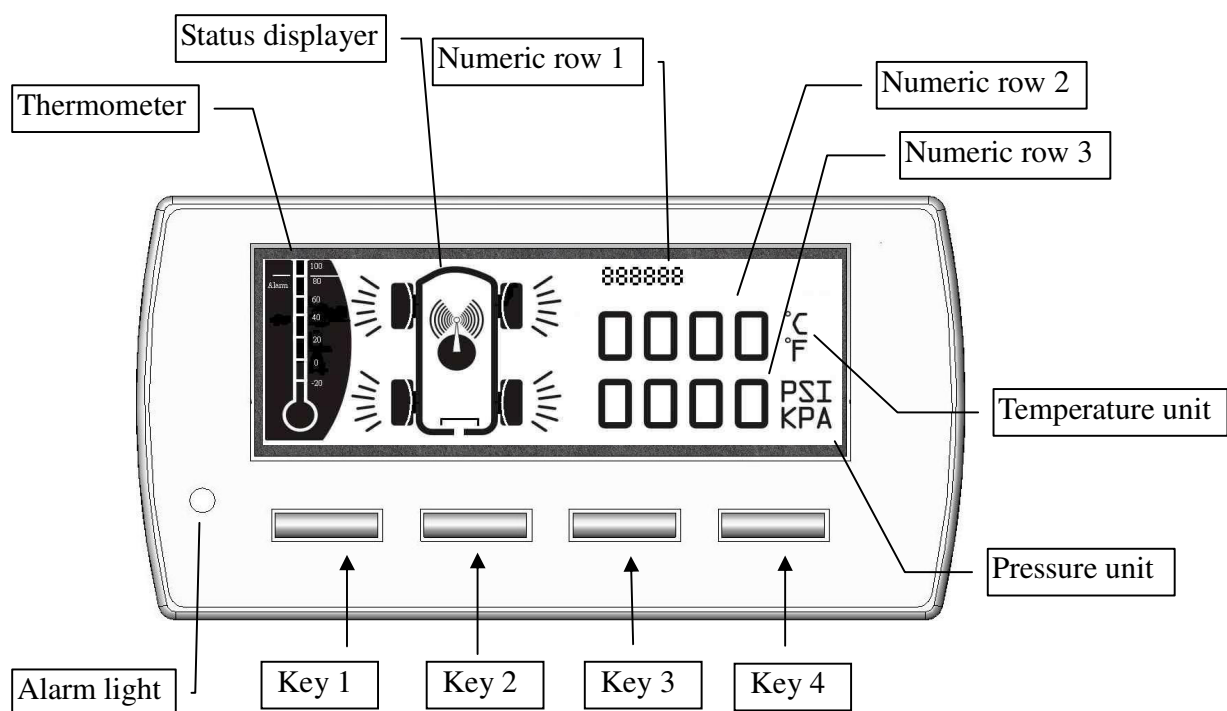 Status displayer
Numeric row 1
Numeric row 2
Thermometer
Numeric row 3
100
80
Alarm
60
40
20
0
-20
888888
0000
°C
°F
0000
PSI
KPA
Temperature unit
Pressure unit
Key 1
Key 2
Key 3
Key 4
Alarm light